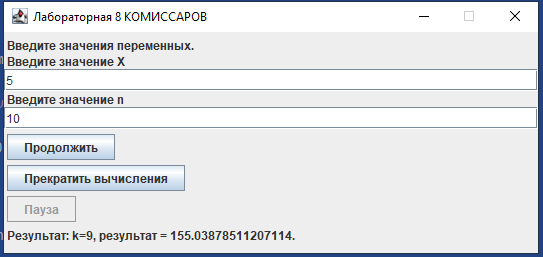 Лабораторная 8 КОМИССАРОВ
Введите значения переменных.
Введите значение X
5
Введите значение n
10
Продолжить
Прекратить вычисления
Пауза
Результат: k=9, результат = 155.03878511207114.